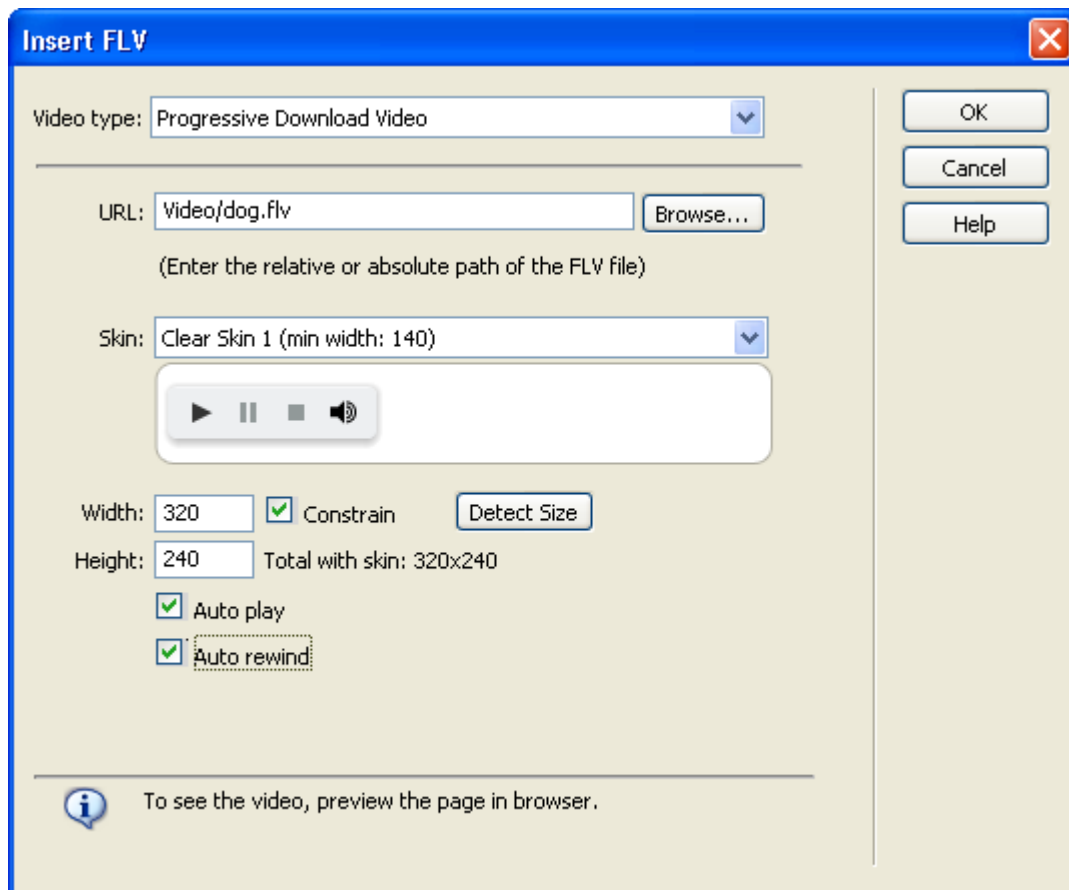 Insert FLV
Video type: Progressive Download Video
OK
Cancel
URL: Video/dog.flv Browse...
Help
(Enter the relative or absolute path of the FLV file)
Skin: Clear Skin 1 (min width: 140)
Width: 320 Constrain Detect Size
Height: 240 Total with skin: 320x240
Auto play
Auto rewind
To see the video, preview the page in browser.